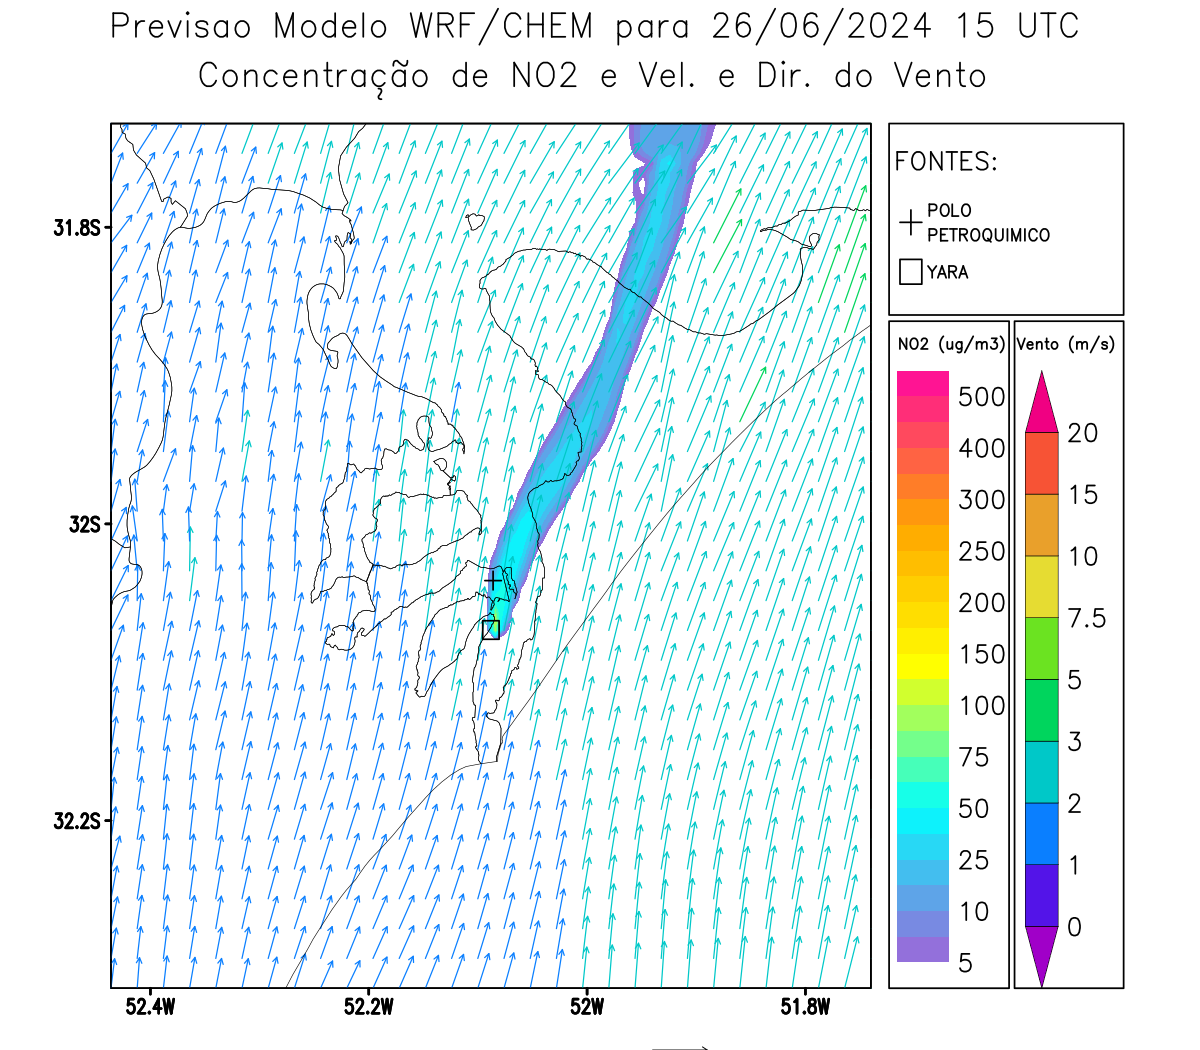 Previsao Modelo WRF/CHEM para 26/06/2024 15 UTC
Concentração de NO2 e Vel. e Dir. do Vento
FONTES:
POLO
PETROQUIMICO
YARA
NO2 (ug/m3)
500
400
300
250
200
150
100
75
50
25
10
5
Vento (m/s)
20
15
10
7.5
5
3
2
1
0
31.8S
32S
32.2S
52.4W
52.2W
52W
51.8W